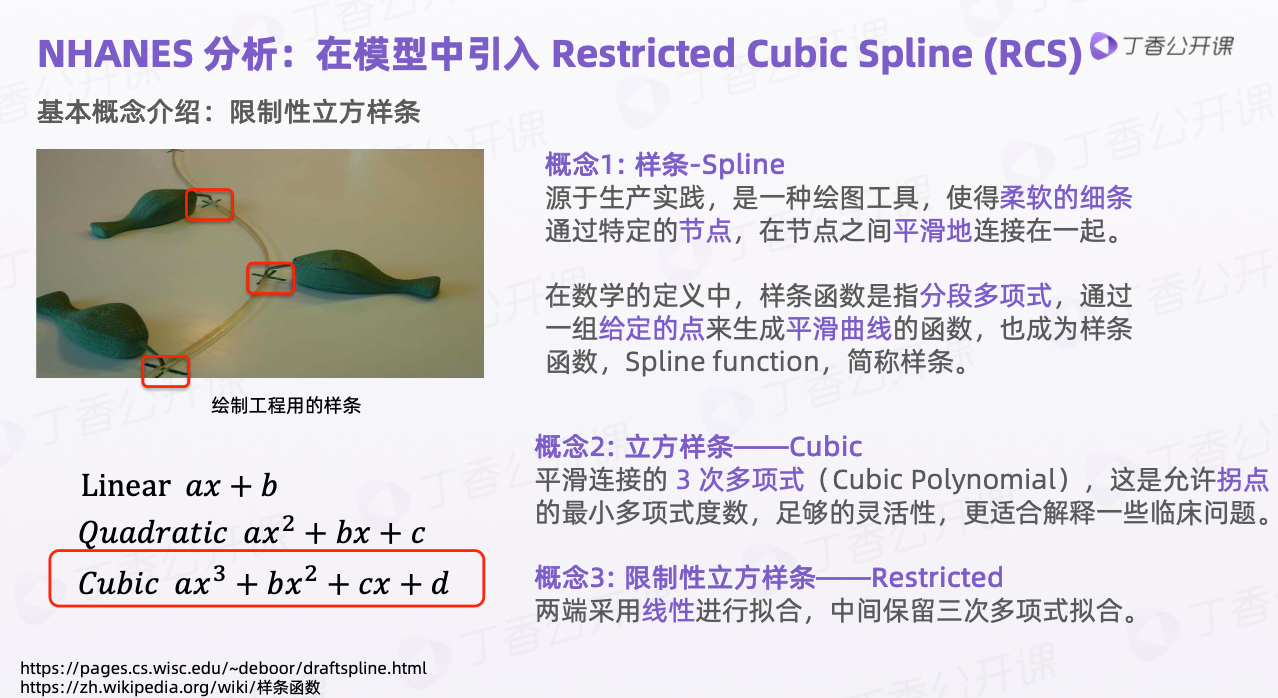 NHANES 分析：在模型中引入 Restricted Cubic Spline (RCS)
丁香公开课
基本概念介绍：限制性立方样条
概念1: 样条-Spline
源于生产实践，是一种绘图工具，使得柔软的细条
通过特定的节点，在节点之间平滑地连接在一起。
在数学的定义中，样条函数是指分段多项式，通过
一组给定的点来生成平滑曲线的函数，也成为样条
函数，Spline function，简称样条。
绘制工程用的样条
Linear ax + b
Quadratic ax² + bx + c
Cubic ax³ + bx² + cx + d
概念2: 立方样条——Cubic
平滑连接的 3 次多项式（Cubic Polynomial），这是允许拐点
的最小多项式度数，足够的灵活性，更适合解释一些临床问题。
概念3: 限制性立方样条——Restricted
两端采用线性进行拟合，中间保留三次多项式拟合。
https://pages.cs.wisc.edu/~deboor/draftspline.html
https://zh.wikipedia.org/wiki/样条函数